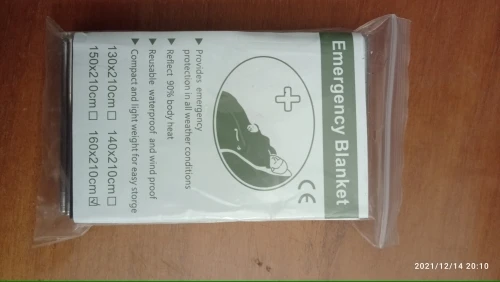 Emergency Blanket
CE
▶ Provides emergency
protection in all weather conditions
▶ Reflect 90% body heat
▶ Reusable waterproof and wind proof
▶ Compact and light weight for easy storge
130x210cm ☐ 140x210cm ☐
150x210cm ☐ 160x210cm ☑
2021/12/14 20:10